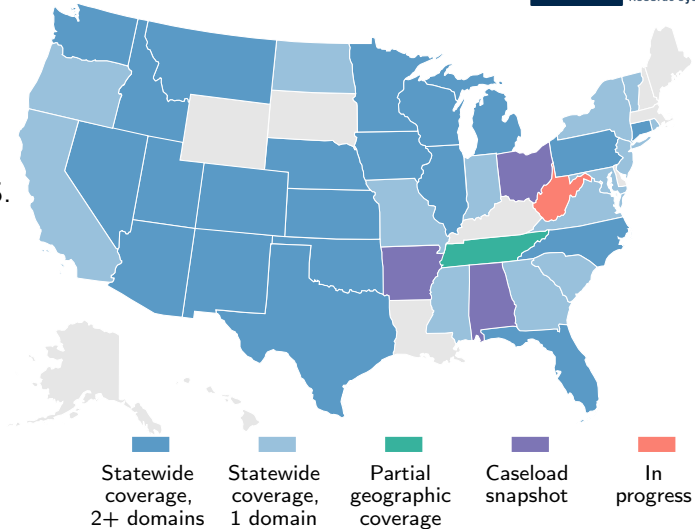 Statewide
coverage,
2+ domains
Statewide
coverage,
1 domain
Partial
geographic
coverage
Caseload
snapshot
In
progress